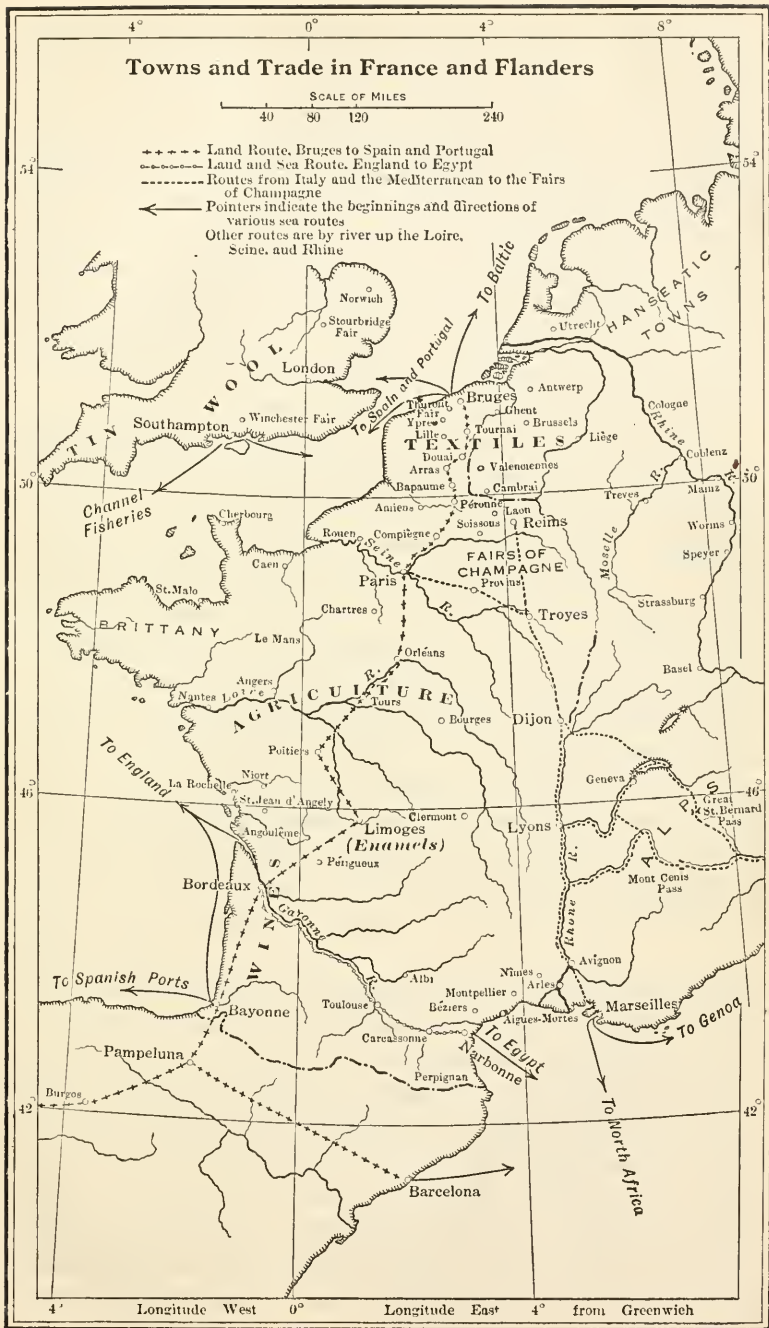 4° 0° 4° 8°
Towns and Trade in France and Flanders
SCALE OF MILES
40 80 120 240
Land Route, Bruges to Spain and Portugal
Land and Sea Route, England to Egypt
Routes from Italy and the Mediterranean to the Fairs
of Champagne
Pointers indicate the beginnings and directions of
various sea routes
Other routes are by river up the Loire,
Seine, and Rhine
54° 54°
To Baltic
HANSEATIC
TOWNS
Norwich
Stourbridge
Fair
Utrecht
WOOL
London
To Spain and Portugal
Bruges
Antwerp
Thuront
Fair
Ghent
Ypres
Brussels
Cologne
Rhine
R.
TIN
Winchester Fair
Southampton
Lille
Tournai
TEXTILES
Liège
Douai
Coblenz
Arras
Valenciennes
50° 50°
Channel
Fisheries
Bapaume
Cambrai
Mainz
Treves
R.
Amiens
Péronne
Laon
Cherbourg
Soissons
Reims
Worms
Rouen
Compiègne
Seine
R.
Moselle
Speyer
Caen
FAIRS OF
CHAMPAGNE
Paris
Provins
St. Malo
Strassburg
Chartres
Troyes
BRITTANY
Le Mans
Orléans
Basel
Angers
R.
Nantes Loire
Tours
AGRICULTURE
Bourges
Dijon
To England
Poitiers
Niort
La Rochelle
Geneva
46° 46°
St. Jean d'Angely
Clermont
Great
St. Bernard
Pass
ALPS
Angoulême
Limoges
(Enamels)
Lyons
R.
Périgueux
Mont Cenis
Pass
Bordeaux
WINES
Garonne
R.
Rhone
Avignon
To Spanish Ports
Albi
Nîmes
Arles
Montpellier
Toulouse
Béziers
Marseilles
Bayonne
Aigues-Mortes
To Genoa
Carcassonne
To Egypt
Narbonne
Pampeluna
Perpignan
Burgos
42° 42°
To North Africa
Barcelona
4° Longitude West 0° Longitude East 4° from Greenwich